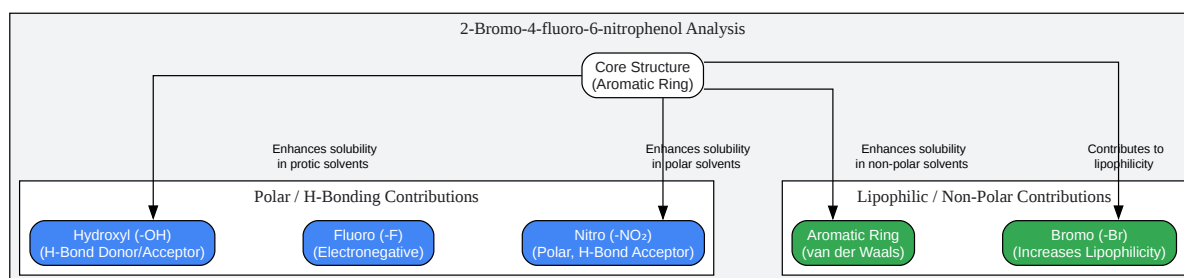 2-Bromo-4-fluoro-6-nitrophenol Analysis
Core Structure
(Aromatic Ring)
Enhances solubility
in protic solvents
Enhances solubility
in polar solvents
Enhances solubility
in non-polar solvents
Contributes to
lipophilicity
Polar / H-Bonding Contributions
Hydroxyl (-OH)
(H-Bond Donor/Acceptor)
Fluoro (-F)
(Electronegative)
Nitro (-NO₂)
(Polar, H-Bond Acceptor)
Lipophilic / Non-Polar Contributions
Aromatic Ring
(van der Waals)
Bromo (-Br)
(Increases Lipophilicity)